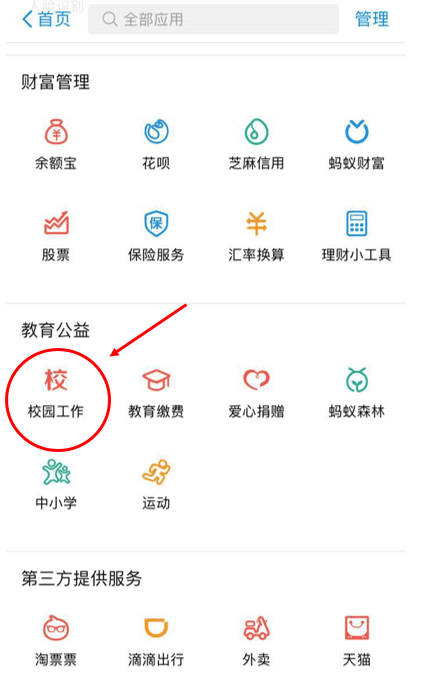 首页 全部应用 管理
财富管理
余额宝 花呗 芝麻信用 蚂蚁财富
保
股票 保险服务 汇率换算 理财小工具
教育公益
校
校园工作 教育缴费 爱心捐赠 蚂蚁森林
中小学 运动
第三方提供服务
淘票票 滴滴出行 外卖 天猫